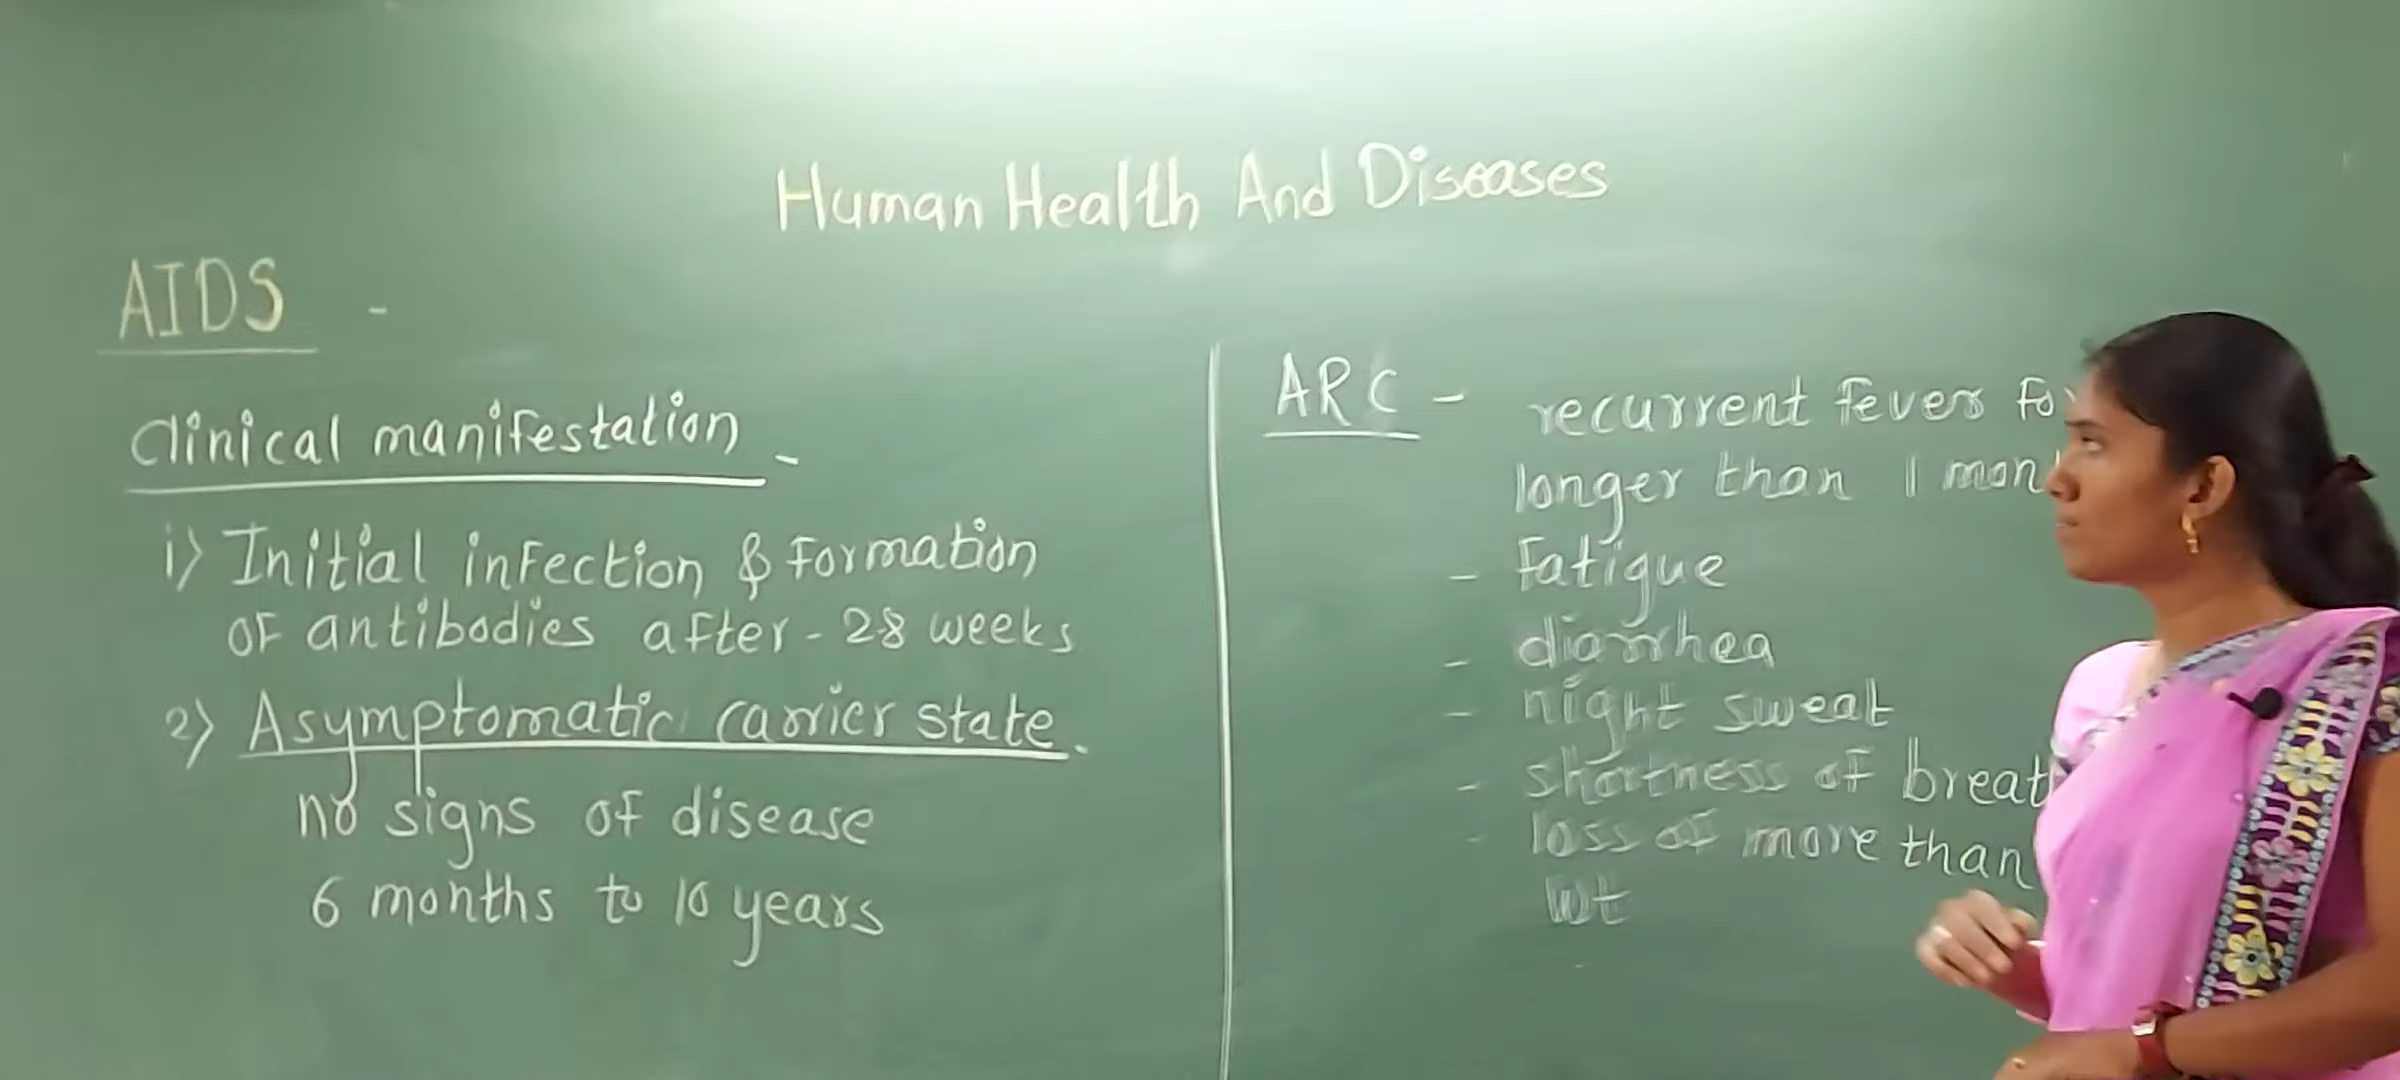 Human Health And Diseases
AIDS -
Clinical manifestation -
i) Initial infection & formation
of antibodies after - 28 weeks
2) Asymptomatic carrier state.
no signs of disease
6 months to 10 years
ARC - recurrent fever
longer than 1
- Fatigue
- diarrhea
- night sweat
- shortness of
- loss of more than
wt